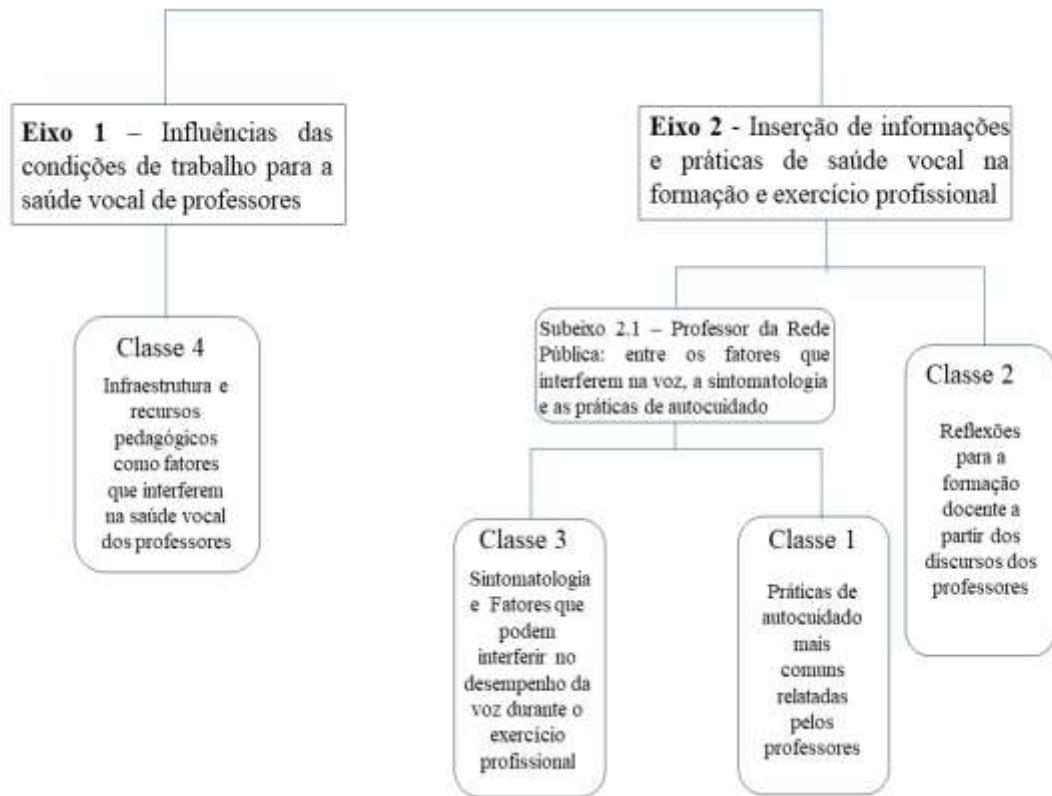 Eixo 1 – Influências das
condições de trabalho para a
saúde vocal de professores
Eixo 2 - Inserção de informações
e práticas de saúde vocal na
formação e exercício profissional
Classe 4
Infraestrutura e
recursos
pedagógicos
como fatores
que interferem
na saúde vocal
dos professores
Subeixo 2.1 – Professor da Rede
Pública: entre os fatores que
interferem na voz, a sintomatologia
e as práticas de autocuidado
Classe 2
Reflexões
para a
formação
docente a
partir dos
discursos dos
professores
Classe 3
Sintomatologia
e Fatores que
podem
interferir no
desempenho da
voz durante o
exercício
profissional
Classe 1
Práticas de
autocuidado
mais
comuns
relatadas
pelos
professores